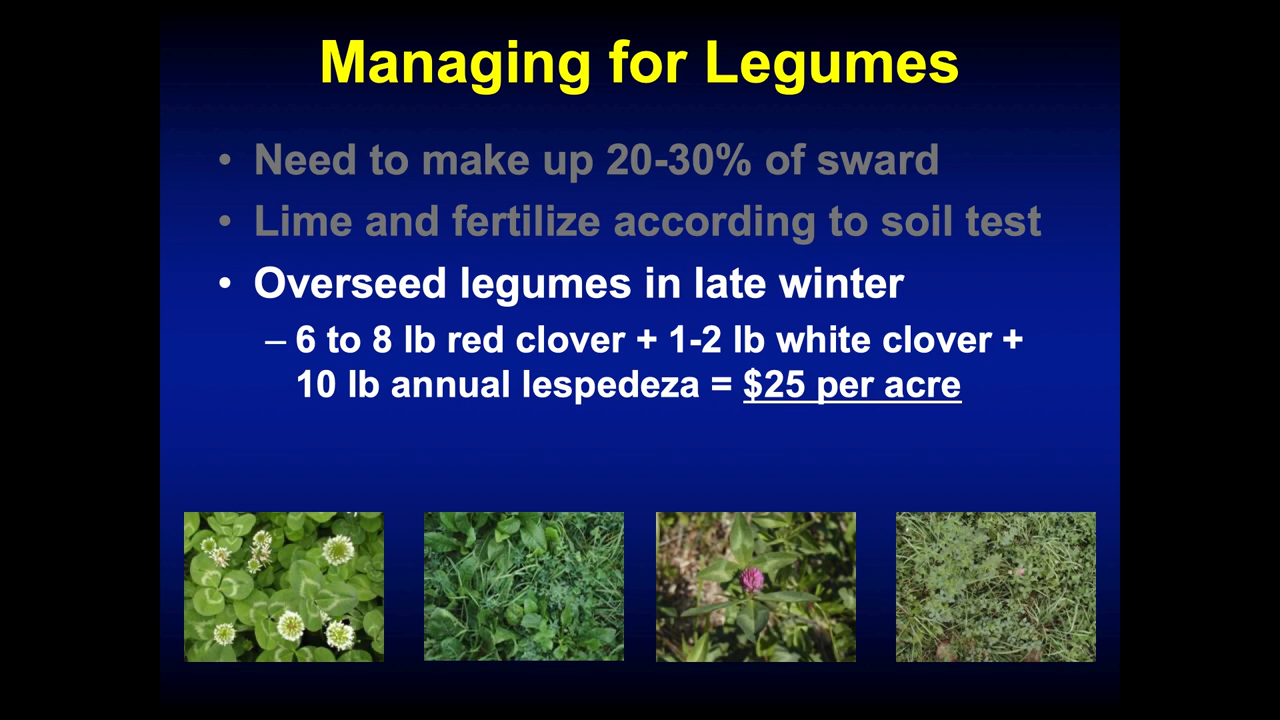 Managing for Legumes
• Need to make up 20-30% of sward
• Lime and fertilize according to soil test
• Overseed legumes in late winter
– 6 to 8 lb red clover + 1-2 lb white clover +
10 lb annual lespedeza = $25 per acre